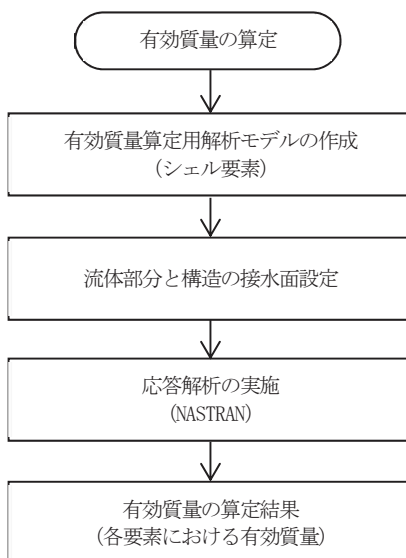 有効質量の算定
有効質量算定用解析モデルの作成
(シェル要素)
流体部分と構造の接水面設定
応答解析の実施
(NASTRAN)
有効質量の算定結果
(各要素における有効質量)